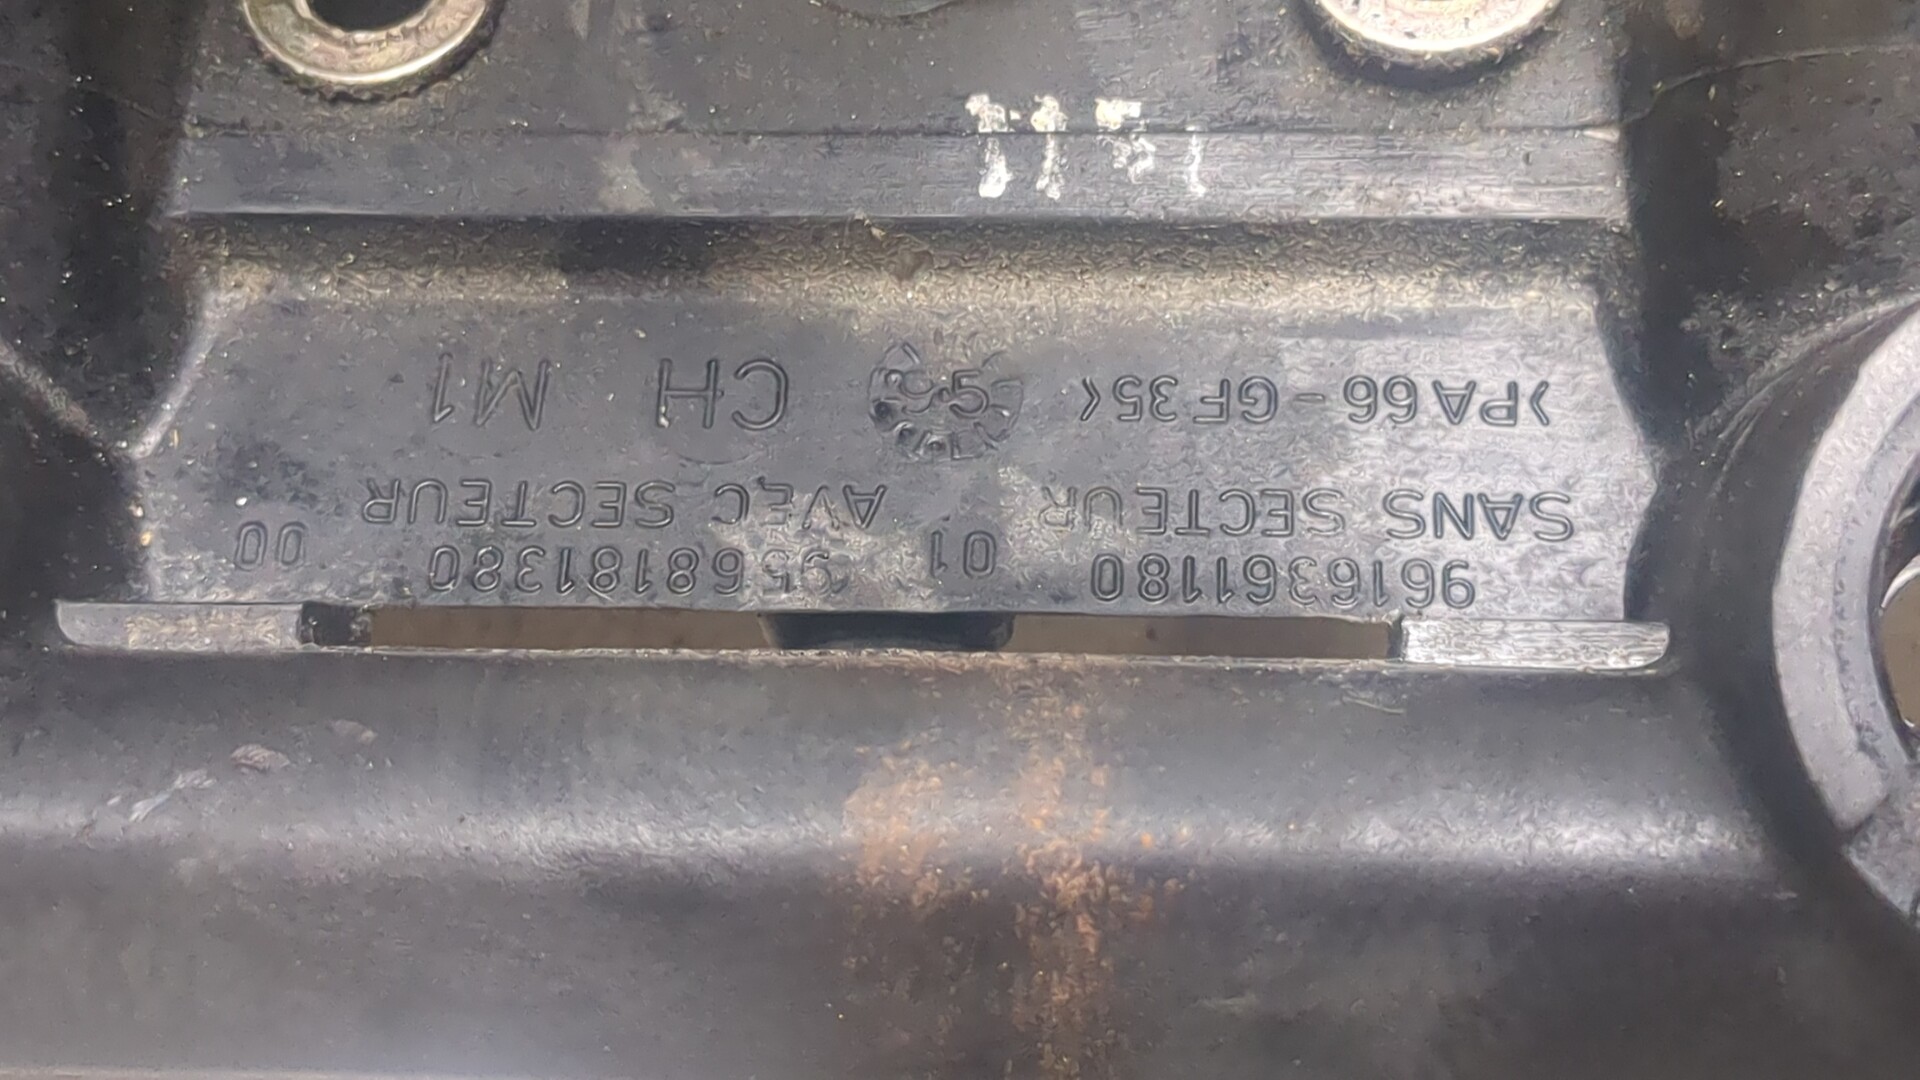 9616361180 01 9568181380 00
SANS SECTEUR AVEC SECTEUR
>PA66-GF35< CH M1